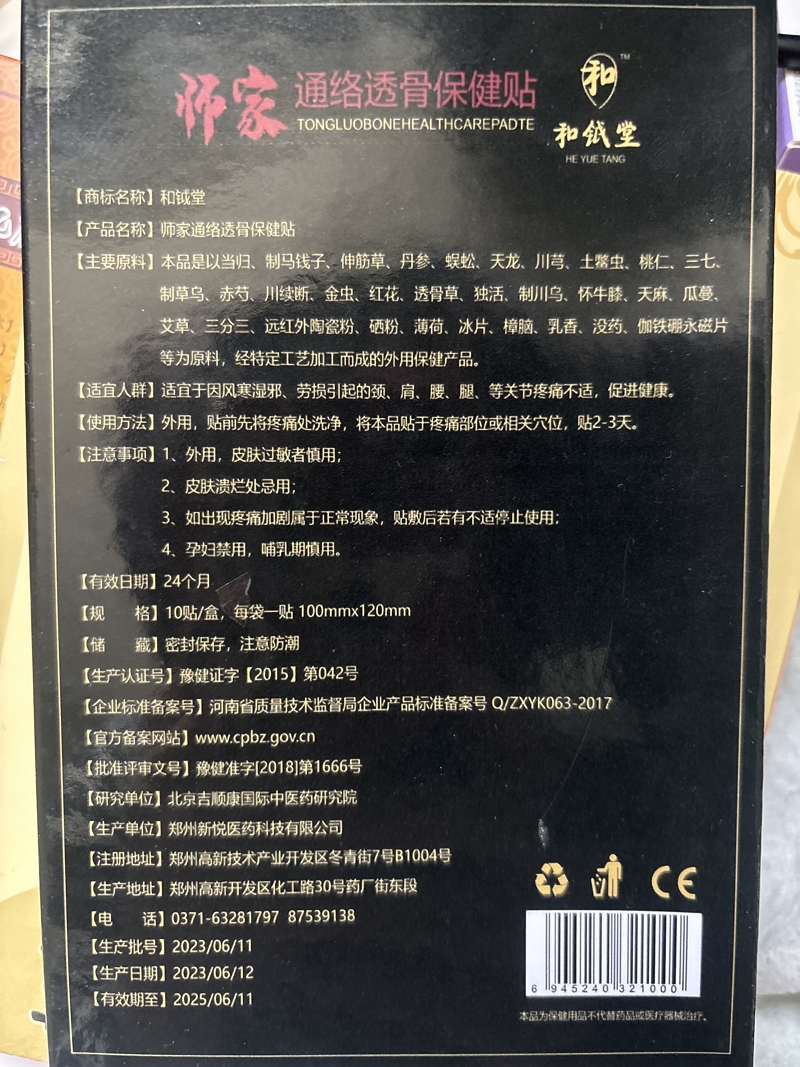 师家 通络透骨保健贴
TONGLUOBONEHEALTHCAREPADTE
和
TM
和钺堂
HE YUE TANG
【商标名称】和钺堂
【产品名称】师家通络透骨保健贴
【主要原料】本品是以当归、制马钱子、伸筋草、丹参、蜈蚣、天龙、川芎、土鳖虫、桃仁、三七、
制草乌、赤芍、川续断、金虫、红花、透骨草、独活、制川乌、怀牛膝、天麻、瓜蔓、
艾草、三分三、远红外陶瓷粉、硒粉、薄荷、冰片、樟脑、乳香、没药、伽铁硼永磁片
等为原料，经特定工艺加工而成的外用保健产品。
【适宜人群】适宜于因风寒湿邪、劳损引起的颈、肩、腰、腿、等关节疼痛不适，促进健康。
【使用方法】外用，贴前先将疼痛处洗净，将本品贴于疼痛部位或相关穴位，贴2-3天。
【注意事项】1、外用，皮肤过敏者慎用；
2、皮肤溃烂处忌用；
3、如出现疼痛加剧属于正常现象，贴敷后若有不适停止使用；
4、孕妇禁用，哺乳期慎用。
【有效日期】24个月
【规 格】10贴/盒，每袋一贴 100mmx120mm
【储 藏】密封保存，注意防潮
【生产认证号】豫健证字【2015】第042号
【企业标准备案号】河南省质量技术监督局企业产品标准备案号 Q/ZXYK063-2017
【官方备案网站】www.cpbz.gov.cn
【批准评审文号】豫健准字[2018]第1666号
【研究单位】北京吉顺康国际中医药研究院
【生产单位】郑州新悦医药科技有限公司
【注册地址】郑州高新技术产业开发区冬青街7号B1004号
【生产地址】郑州高新开发区化工路30号药厂街东段
【电 话】0371-63281797 87539138
【生产批号】2023/06/11
【生产日期】2023/06/12
【有效期至】2025/06/11
CE
6 945240 321000
本品为保健用品不代替药品或医疗器械治疗。